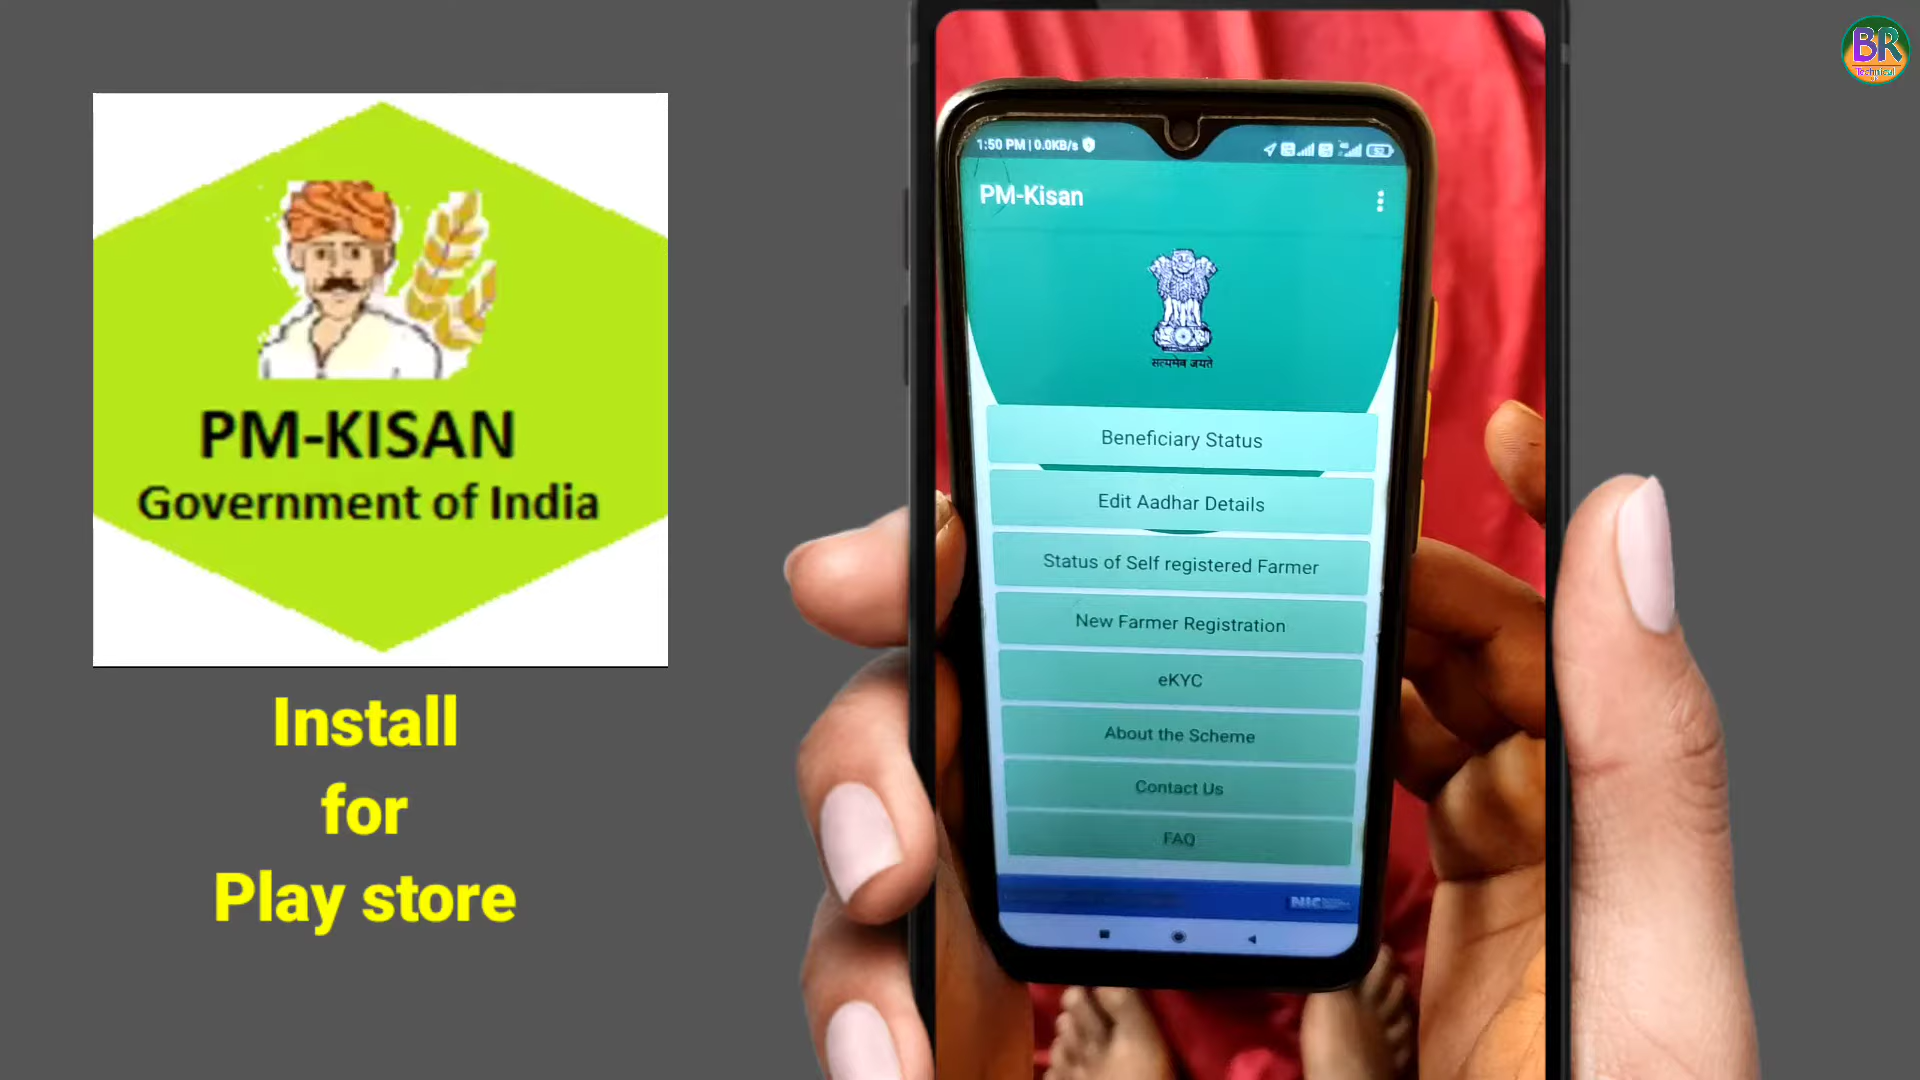 BR
Technical
PM-KISAN
Government of India
Install
for
Play store
1:50 PM | 0.0KB/s
52
PM-Kisan
सत्यमेव जयते
Beneficiary Status
Edit Aadhar Details
Status of Self registered Farmer
New Farmer Registration
eKYC
About the Scheme
Contact Us
FAQ
NIC